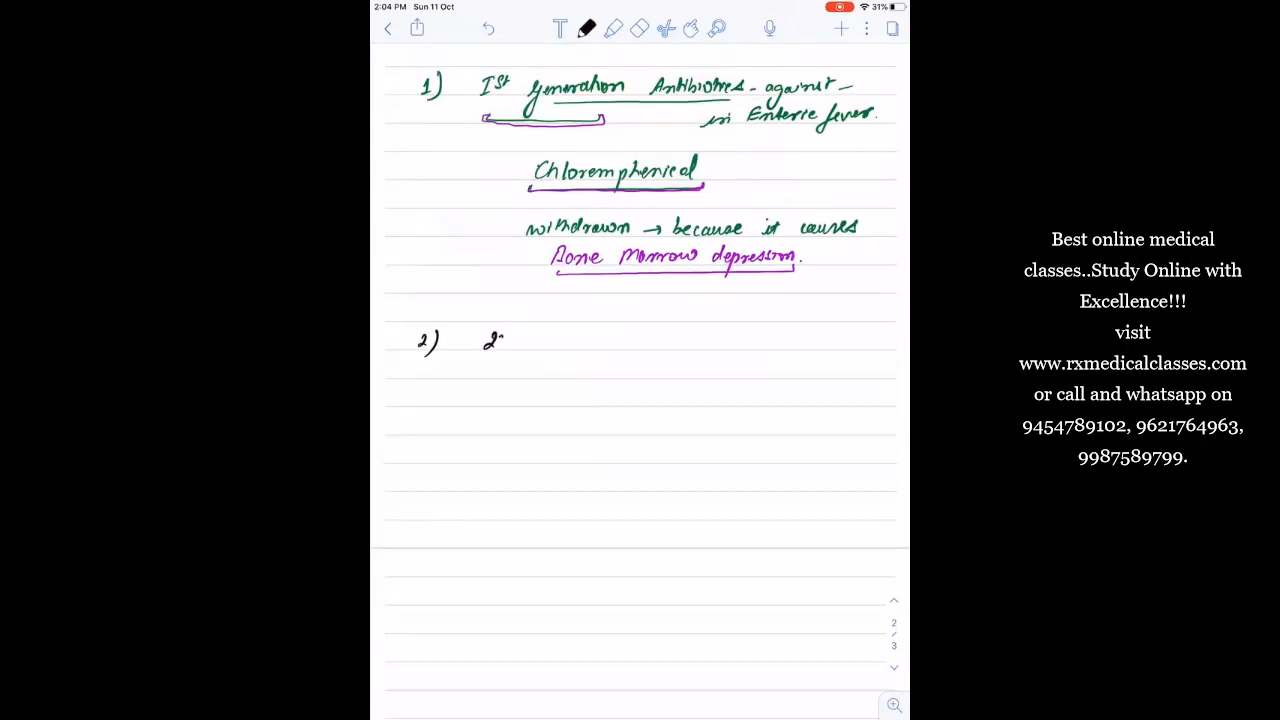 2:04 PM Sun 11 Oct
31%
1) Ist generation Antibiotics - against -
in Enteric fever.
Chloremphenical
withdrawn → because it causes
Bone Morrow depression.
2) 2
2
/
3
Best online medical
classes..Study Online with
Excellence!!!
visit
www.rxmedicalclasses.com
or call and whatsapp on
9454789102, 9621764963,
9987589799.